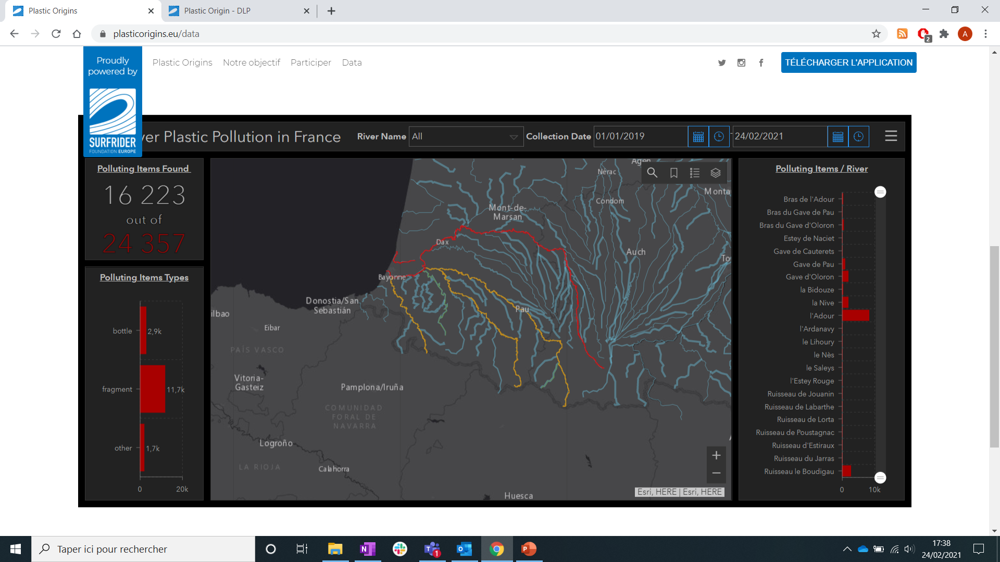 Plastic Origins
Plastic Origin - DLP
plasticorigins.eu/data
2
A
Proudly
powered by
SURFRIDER
FOUNDATION EUROPE
Plastic Origins
Notre objectif
Participer
Data
TÉLÉCHARGER L'APPLICATION
ver Plastic Pollution in France
River Name
All
Collection Date
01/01/2019
-
24/02/2021
Polluting Items Found
16 223
out of
24 357
Polluting Items Types
bottle
2,9k
fragment
11,7k
other
1,7k
0
20k
Agen
Nérac
Monta
Condom
Mont-de-
Marsan
Dax
Auch
To
Bayonne
Donostia/San
Sebastián
Pau
ilbao
Eibar
PAÍS VASCO
Vitoria-
Gasteiz
Pamplona/Iruña
COMUNIDAD
FORAL DE
NAVARRA
Logroño
LA RIOJA
Calahorra
Huesca
+
−
Esri, HERE | Esri, HERE
Polluting Items / River
Bras de l'Adour
Bras du Gave de Pau
Bras du Gave d'Oloron
Estey de Naciet
Gave de Cauterets
Gave de Pau
Gave d'Oloron
la Bidouze
la Nive
l'Adour
l'Ardanavy
le Lihoury
le Nès
le Saleys
l'Estey Rouge
Ruisseau de Jouanin
Ruisseau de Labarthe
Ruisseau de Lorta
Ruisseau de Poustagnac
Ruisseau d'Estiraux
Ruisseau du Jarras
Ruisseau le Boudigau
0
10k
Taper ici pour rechercher
1
17:38
24/02/2021